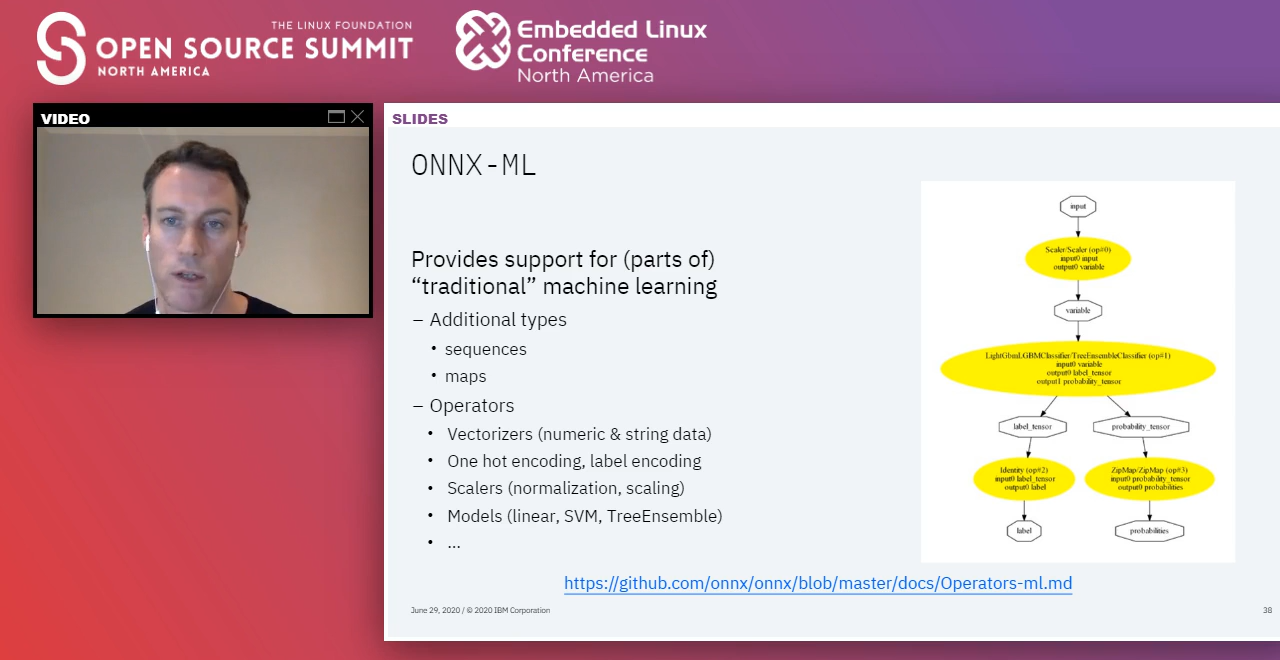 THE LINUX FOUNDATION
OPEN SOURCE SUMMIT
NORTH AMERICA
Embedded Linux
Conference
North America
VIDEO
SLIDES
ONNX-ML
Provides support for (parts of)
“traditional” machine learning
– Additional types
• sequences
• maps
– Operators
• Vectorizers (numeric & string data)
• One hot encoding, label encoding
• Scalers (normalization, scaling)
• Models (linear, SVM, TreeEnsemble)
• ...
input
Scaler/Scaler (op#0)
input0 input
output0 variable
variable
LightGbmLGBMClassifier/TreeEnsembleClassifier (op#1)
input0 variable
output0 label_tensor
output1 probability_tensor
label_tensor
probability_tensor
Identity (op#2)
input0 label_tensor
output0 label
ZipMap/ZipMap (op#3)
input0 probability_tensor
output0 probabilities
label
probabilities
https://github.com/onnx/onnx/blob/master/docs/Operators-ml.md
June 29, 2020 / © 2020 IBM Corporation
38